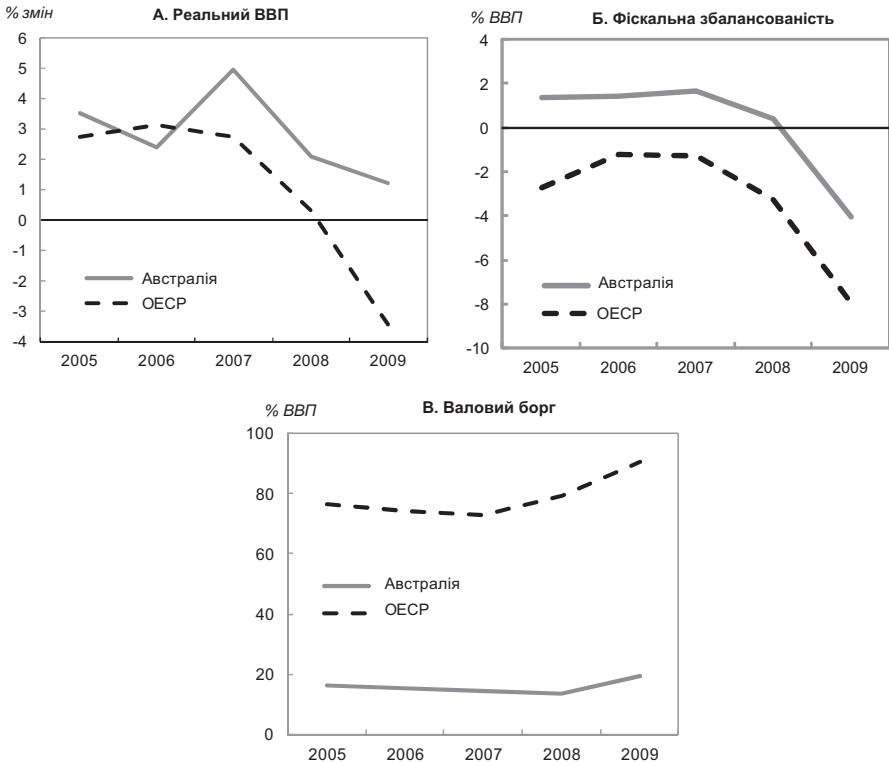 % змін
А. Реальний ВВП
6
5
4
3
2
1
0
-1
-2
-3
-4
Австралія
ОЕСР
2005 2006 2007 2008 2009
% ВВП
Б. Фіскальна збалансованість
4
2
0
-2
-4
-6
-8
-10
Австралія
ОЕСР
2005 2006 2007 2008 2009
% ВВП
В. Валовий борг
100
80
60
40
20
0
Австралія
ОЕСР
2005 2006 2007 2008 2009